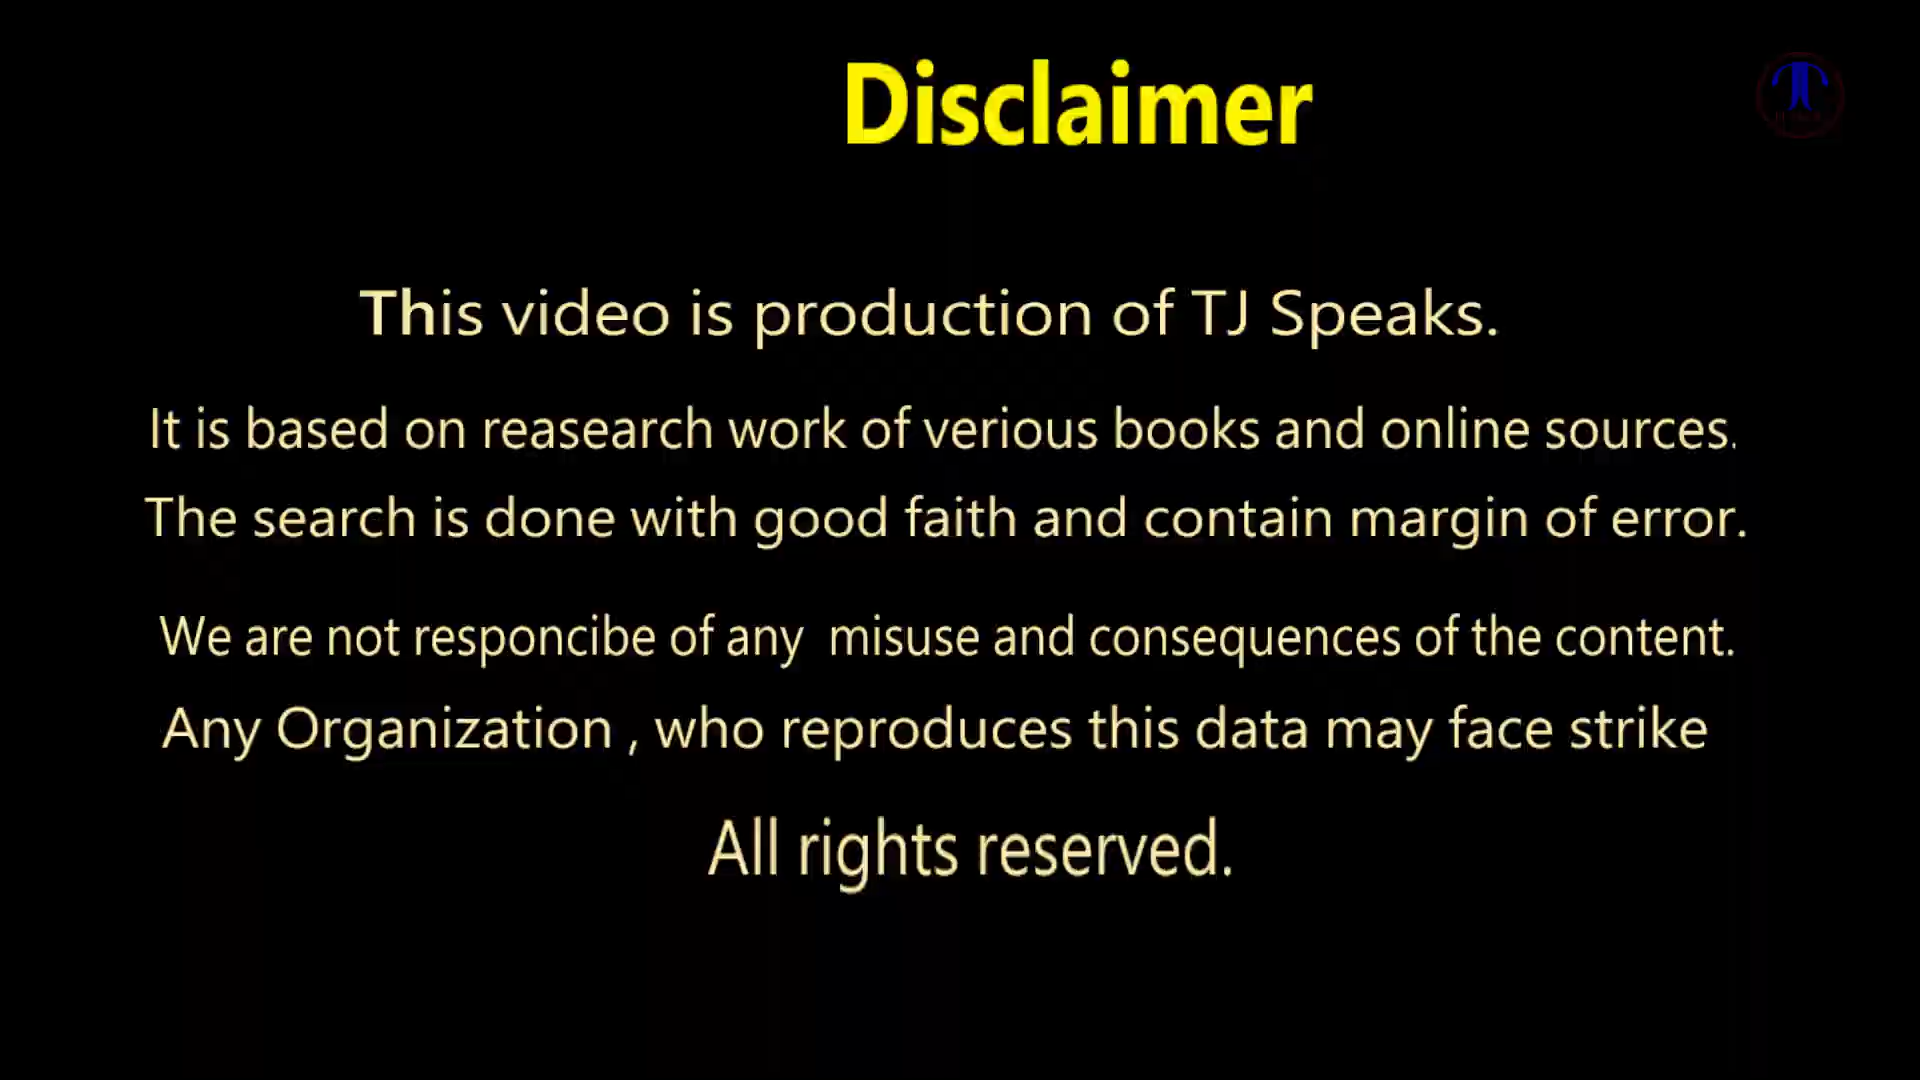 Disclaimer
This video is production of TJ Speaks.
It is based on reasearch work of verious books and online sources.
The search is done with good faith and contain margin of error.
We are not responcibe of any misuse and consequences of the content.
Any Organization , who reproduces this data may face strike
All rights reserved.